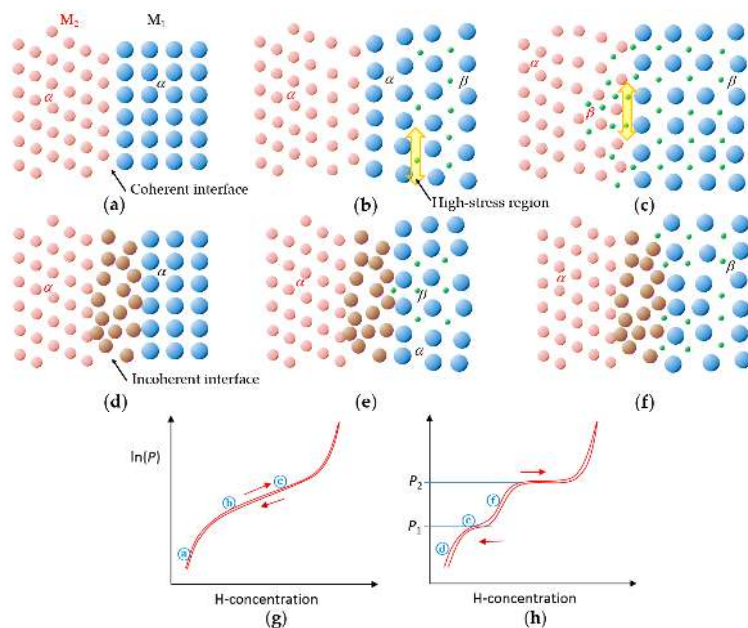 M₂ M₁
α α
Coherent interface
(a)
α α β
High-stress region
(b)
α β β
(c)
α α
Incoherent interface
(d)
α β
α
(e)
α β
(f)
ln(P)
a b c
H-concentration
(g)
P₂
P₁
d e f
H-concentration
(h)